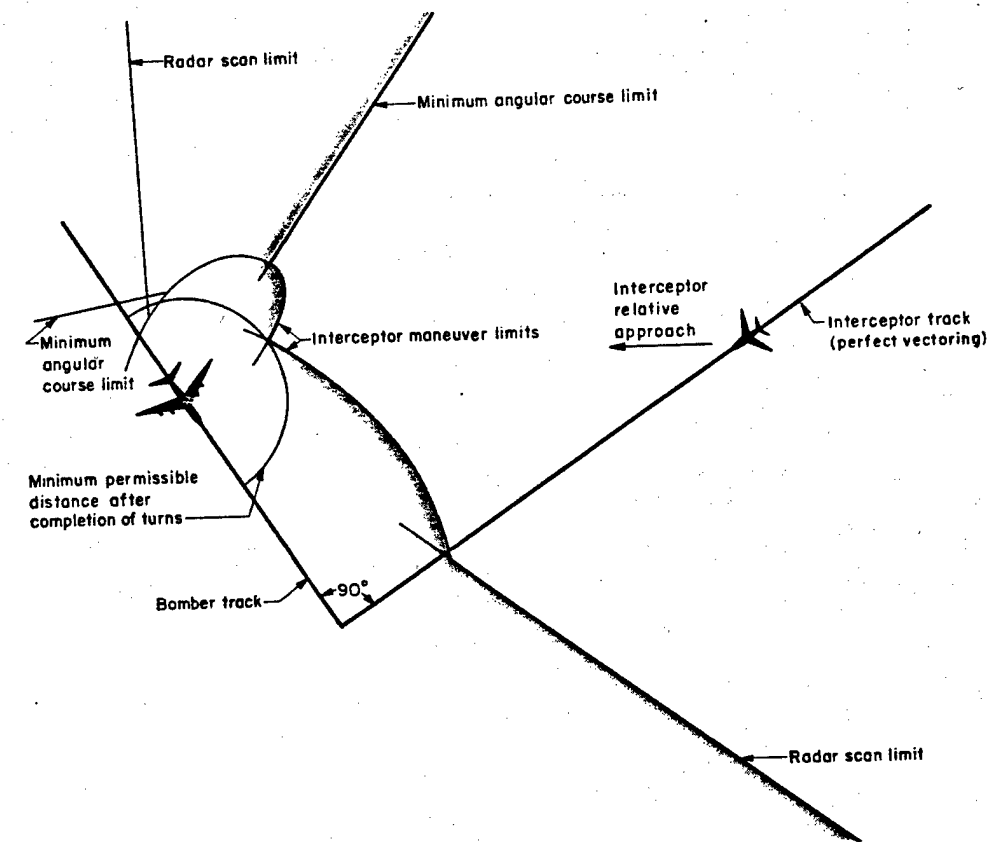 Radar scan limit
Minimum angular course limit
Interceptor
relative
approach
Interceptor track
(perfect vectoring)
Interceptor maneuver limits
Minimum
angular
course limit
Minimum permissible
distance after
completion of turns
90°
Bomber track
Radar scan limit